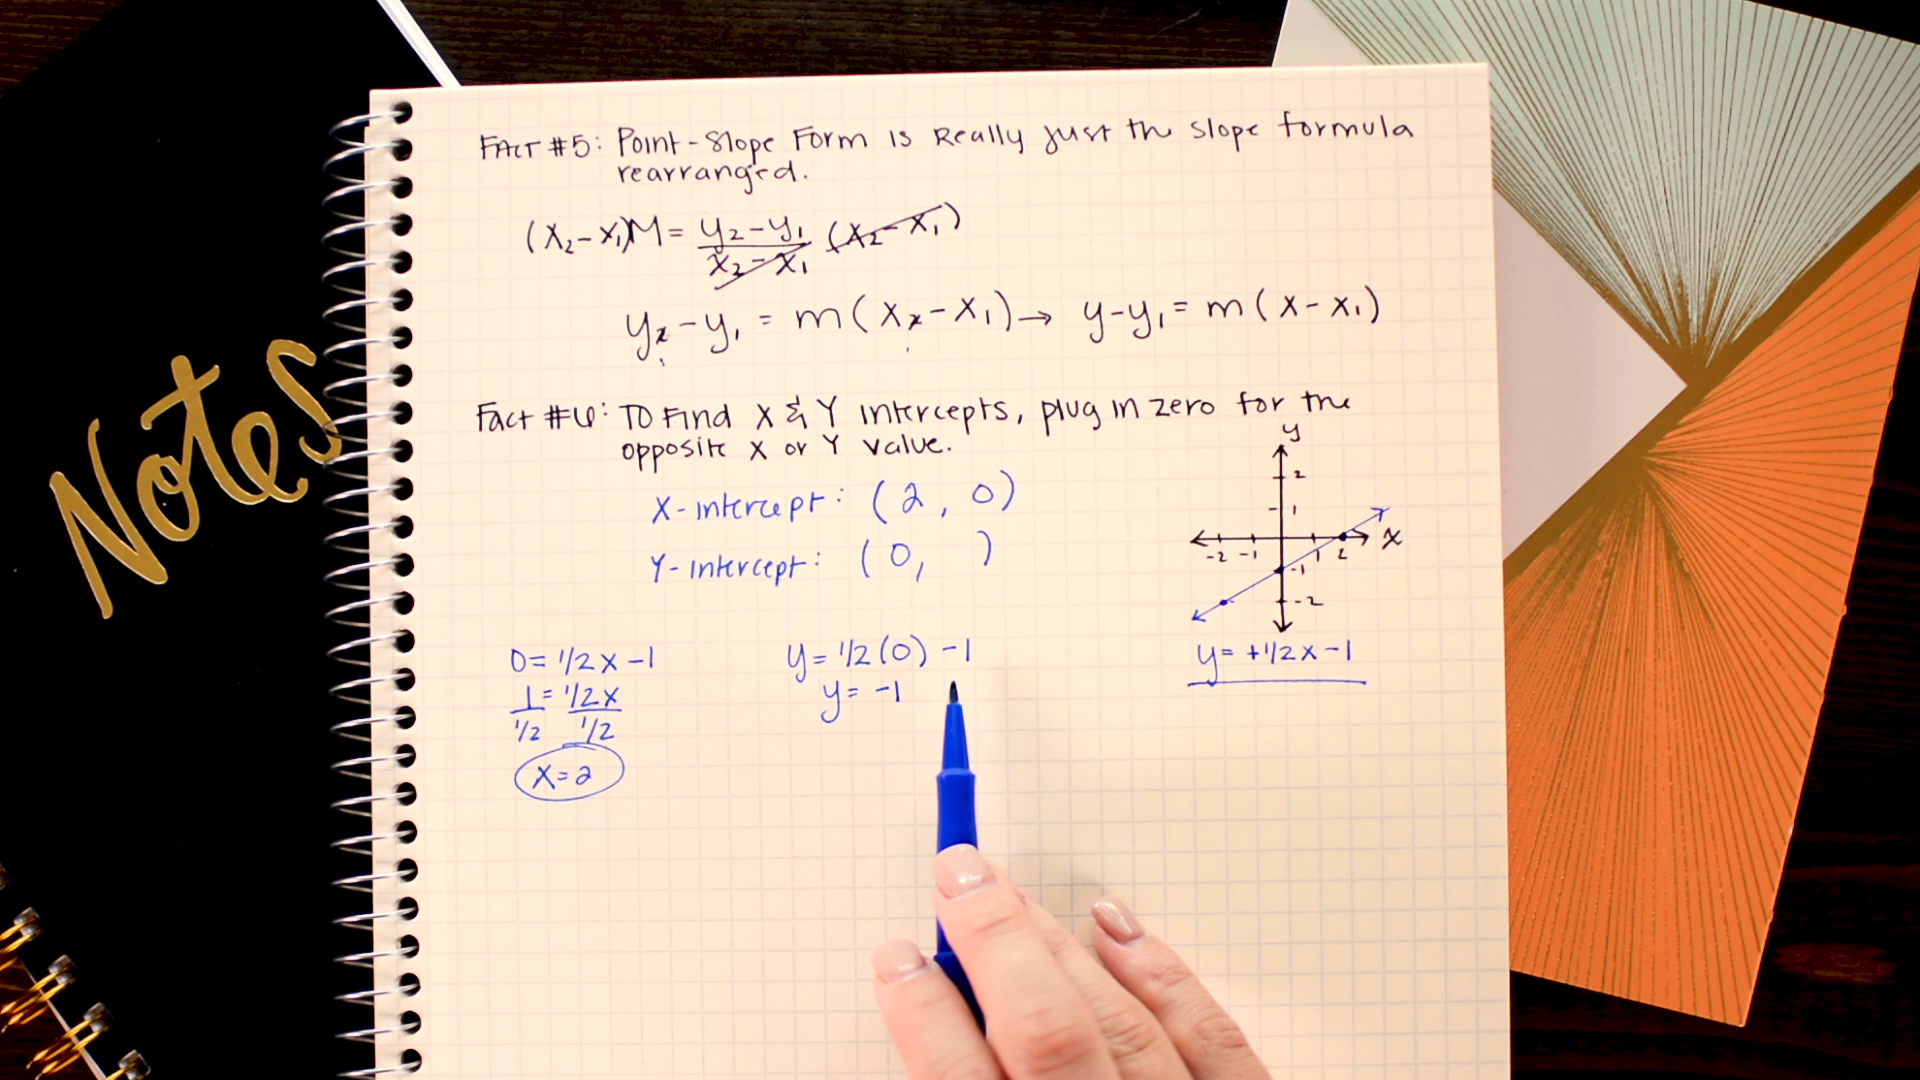 Notes
Fact #5: Point-Slope Form is Really just the slope formula
rearranged.
(x₂-x₁)M = y₂-y₁/x₂-x₁ (x₂-x₁)
y₂-y₁ = m(x₂-x₁) → y-y₁ = m(x-x₁)
Fact #6: To Find X & Y intercepts, plug in zero for the
opposite X or Y value.
X-intercept: (2, 0)
Y-intercept: (0, )
y
2
1
-2 -1 1 2 x
-1
-2
y = +1/2x-1
0 = 1/2x-1
1 = 1/2x
1/2 1/2
x=2
y = 1/2(0) -1
y = -1